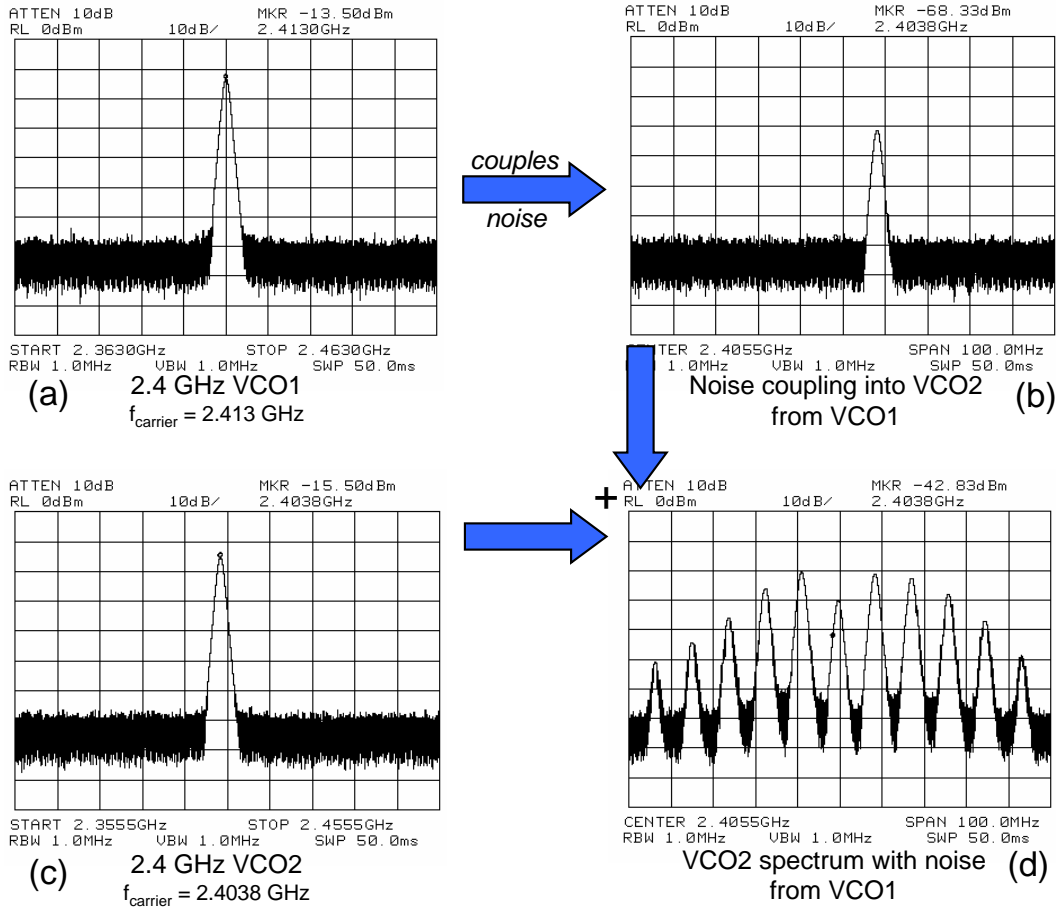 ATTEN 10dB MKR -13.50dBm
RL 0dBm 10dB/ 2.4130GHz
START 2.3630GHz STOP 2.4630GHz
RBW 1.0MHz VBW 1.0MHz SWP 50.0ms
(a) 2.4 GHz VCO1
fcarrier = 2.413 GHz
couples
noise
ATTEN 10dB MKR -68.33dBm
RL 0dBm 10dB/ 2.4038GHz
CENTER 2.4055GHz SPAN 100.0MHz
RBW 1.0MHz VBW 1.0MHz SWP 50.0ms
Noise coupling into VCO2 (b)
from VCO1
ATTEN 10dB MKR -15.50dBm
RL 0dBm 10dB/ 2.4038GHz
START 2.3555GHz STOP 2.4555GHz
RBW 1.0MHz VBW 1.0MHz SWP 50.0ms
(c) 2.4 GHz VCO2
fcarrier = 2.4038 GHz
+
ATTEN 10dB MKR -42.83dBm
RL 0dBm 10dB/ 2.4038GHz
CENTER 2.4055GHz SPAN 100.0MHz
RBW 1.0MHz VBW 1.0MHz SWP 50.0ms
VCO2 spectrum with noise (d)
from VCO1